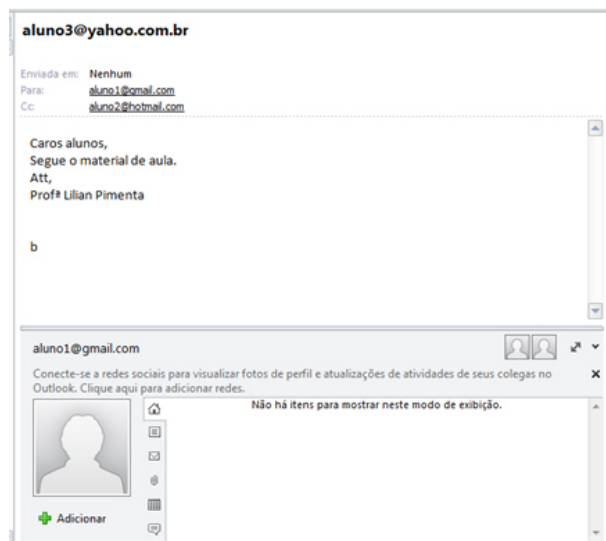 aluno3@yahoo.com.br
Enviada em: Nenhum
Para: aluno1@gmail.com
Cc: aluno2@hotmail.com
Caros alunos,
Segue o material de aula.
Att,
Profª Lilian Pimenta
b
aluno1@gmail.com
Conecte-se a redes sociais para visualizar fotos de perfil e atualizações de atividades de seus colegas no
Outlook. Clique aqui para adicionar redes.
Não há itens para mostrar neste modo de exibição.
Adicionar